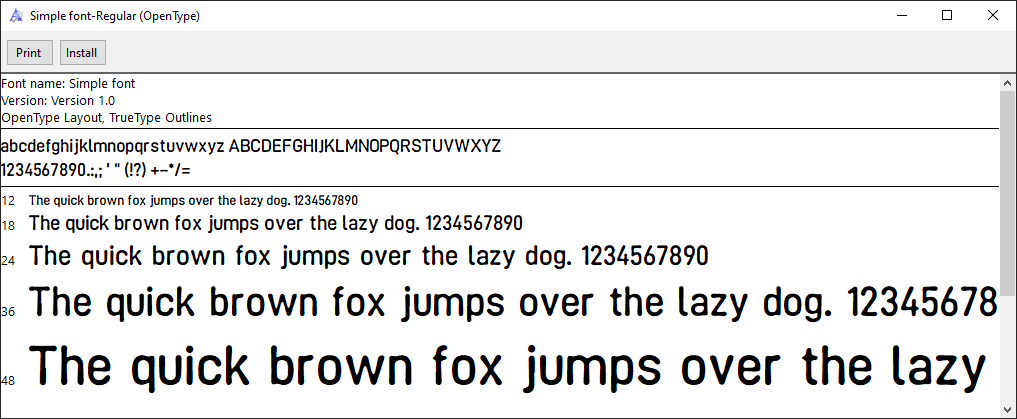 Simple font-Regular (OpenType)
Print Install
Font name: Simple font
Version: Version 1.0
OpenType Layout, TrueType Outlines
abcdefghijklmnopqrstuvwxyz ABCDEFGHIJKLMNOPQRSTUVWXYZ
1234567890.:,; ' " (!?) +-*/=
12 The quick brown fox jumps over the lazy dog. 1234567890
18 The quick brown fox jumps over the lazy dog. 1234567890
24 The quick brown fox jumps over the lazy dog. 1234567890
36 The quick brown fox jumps over the lazy dog. 12345678
48 The quick brown fox jumps over the lazy